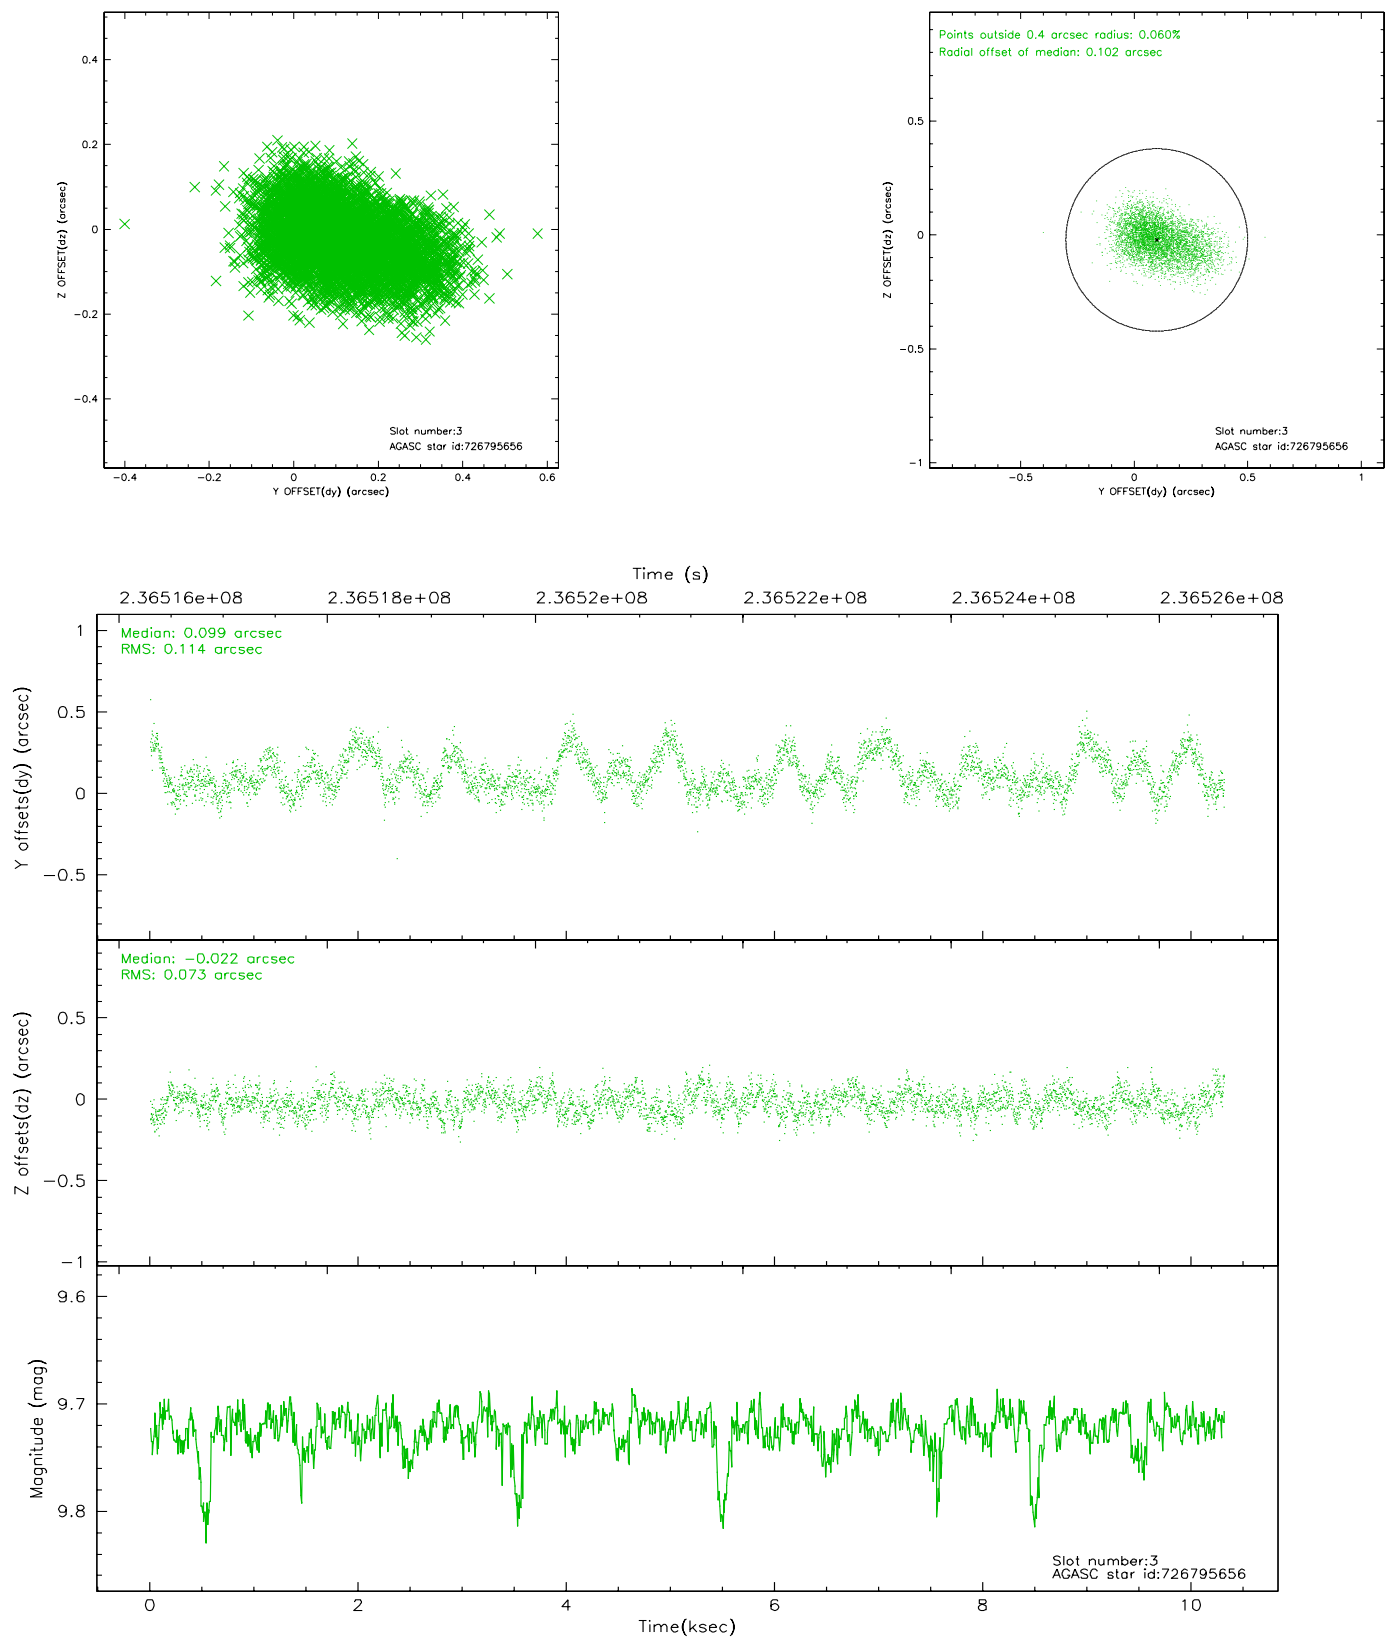 0.4
0.2
0
-0.2
-0.4
Z OFFSET(dz) (arcsec)
-0.4
-0.2
0
0.2
0.4
0.6
Y OFFSET(dy) (arcsec)
Slot number:3
AGASC star id:726795656
Points outside 0.4 arcsec radius: 0.060%
Radial offset of median: 0.102 arcsec
0.5
0
-0.5
-1
Z OFFSET(dz) (arcsec)
-0.5
0
0.5
1
Y OFFSET(dy) (arcsec)
Slot number:3
AGASC star id:726795656
Time (s)
2.36516e+08
2.36518e+08
2.3652e+08
2.36522e+08
2.36524e+08
2.36526e+08
Median: 0.099 arcsec
RMS: 0.114 arcsec
1
0.5
0
-0.5
Y offsets(dy) (arcsec)
Median: -0.022 arcsec
RMS: 0.073 arcsec
0.5
0
-0.5
-1
Z offsets(dz) (arcsec)
9.6
9.7
9.8
Magnitude (mag)
Slot number:3
AGASC star id:726795656
0
2
4
6
8
10
Time(ksec)